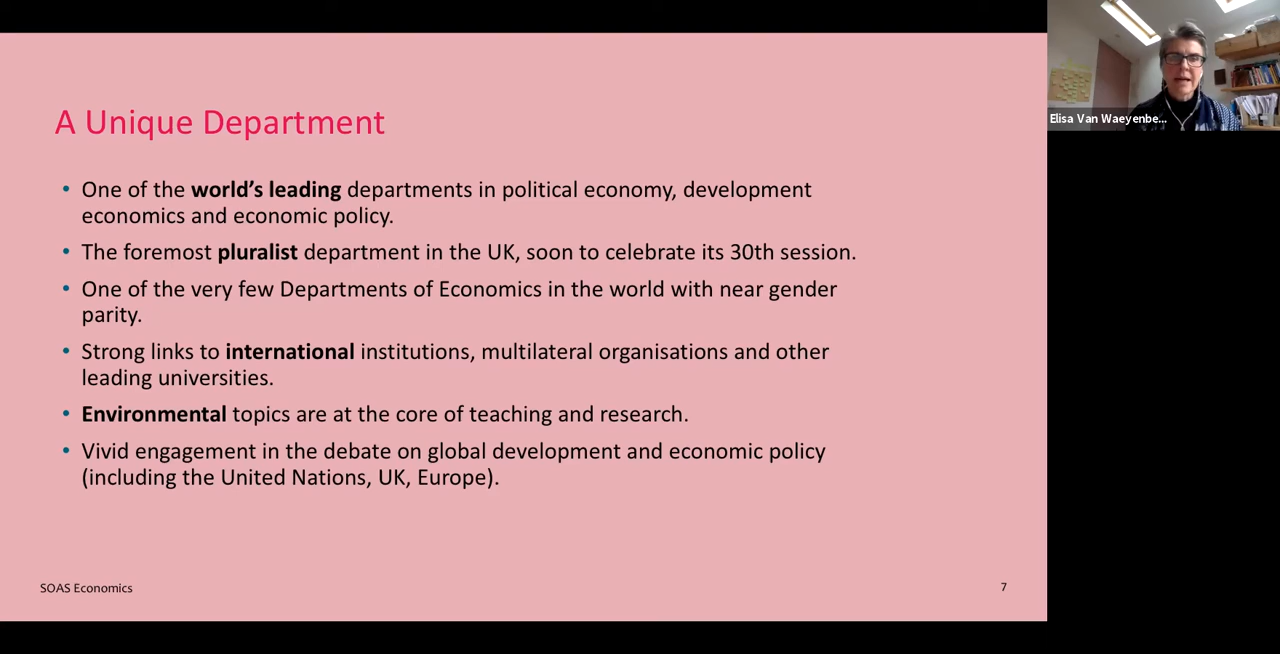 A Unique Department
• One of the world's leading departments in political economy, development
economics and economic policy.
• The foremost pluralist department in the UK, soon to celebrate its 30th session.
• One of the very few Departments of Economics in the world with near gender
parity.
• Strong links to international institutions, multilateral organisations and other
leading universities.
• Environmental topics are at the core of teaching and research.
• Vivid engagement in the debate on global development and economic policy
(including the United Nations, UK, Europe).
SOAS Economics
7
Elisa Van Waeyenbe...